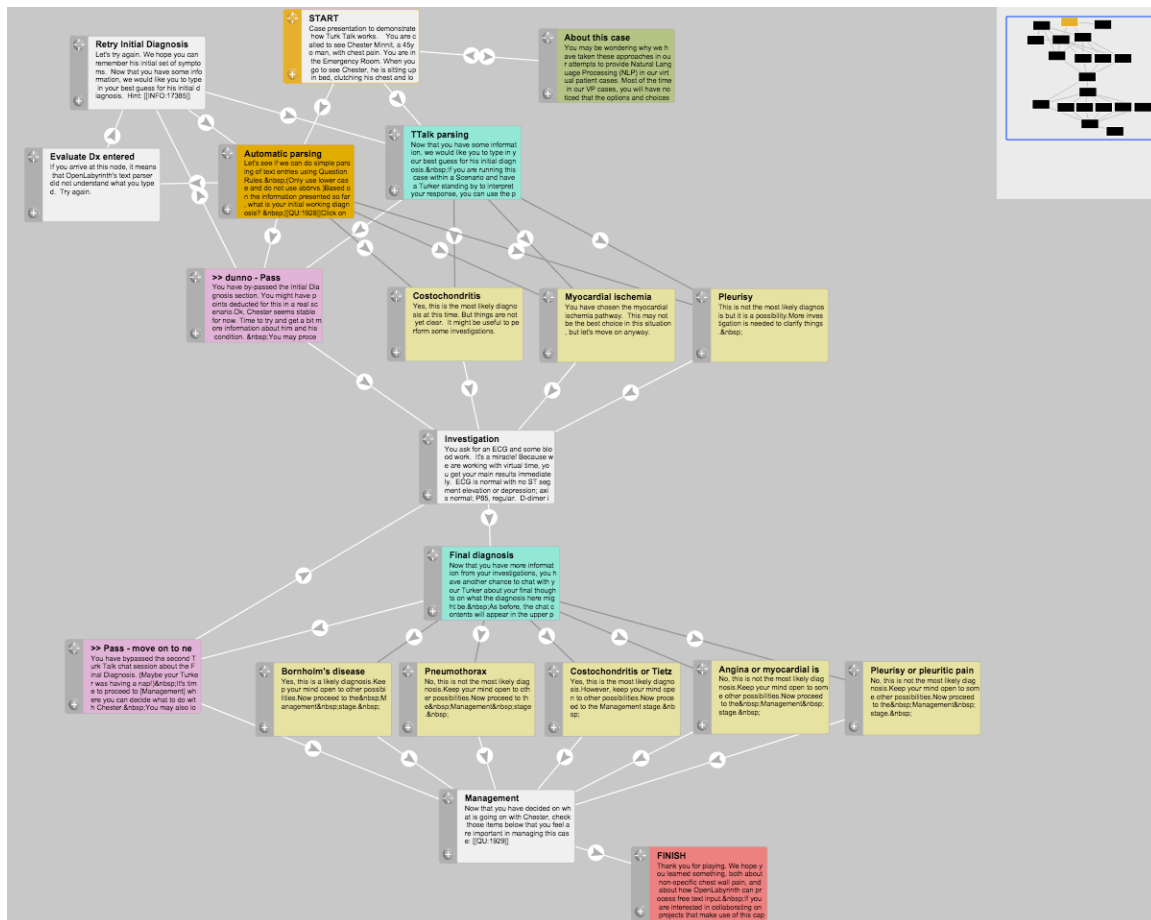 START
Case presentation to demonstrate
how Turk Talk works.    You are c
alled to see Chester Minnit, a 45y
o man, with chest pain. You are in
the Emergency Room. When you
go to see Chester, he is sitting up
in bed, clutching his chest and lo
Retry Initial Diagnosis
Let's try again. We hope you can
remember his initial set of sympto
ms.  Now that you have some info
rmation, we would like you to type
in your best guess for his initial d
iagnosis.  Hint: [[INFO:17385]]
About this case
You may be wondering why we h
ave taken these approaches in ou
r attempts to provide Natural Lang
uage Processing (NLP) in our virt
ual patient cases. Most of the time
in our VP cases, you will have no
ticed that the options and choices
Evaluate Dx entered
If you arrive at this node, it means
that OpenLabyrinth's text parser
did not understand what you type
d.  Try again.
Automatic parsing
Let's see if we can do simple pars
ing of text entries using Question
Rules.&nbsp;(Only use lower cas
e and do not use abbrvs.)Based o
n the information presented so far
, what is your initial working diagn
osis? &nbsp;[[QU:1928]]Click on
TTalk parsing
Now that you have some informat
ion, we would like you to type in y
our best guess for his initial diagn
osis.&nbsp;If you are running this
case within a Scenario and have
a Turker standing by to interpret
your response, you can use the p
>> dunno - Pass
You have by-passed the Initial Dia
gnosis section. You might have p
oints deducted for this in a real sc
enario.Ok, Chester seems stable
for now. Time to try and get a bit m
ore information about him and his
condition. &nbsp;You may proce
Costochondritis
Yes, this is the most likely diagno
sis at this time. But things are not
yet clear.  It might be useful to pe
rform some investigations.
Myocardial ischemia
You have chosen the myocardial
ischemia pathway.  This may not
be the best choice in this situation
, but let's move on anyway.
Pleurisy
This is not the most likely diagnos
is but it is a possibility.More inves
tigation is needed to clarify things
.&nbsp;
Investigation
You ask for an ECG and some blo
od work.  It's a miracle! Because w
e are working with virtual time, yo
u get your main results immediate
ly.  ECG is normal with no ST seg
ment elevation or depression; axi
s normal; P85, regular.  D-dimer i
Final diagnosis
Now that you have more informat
ion from your investigations, you h
ave another chance to chat with y
our Turker about your final though
ts on what the diagnosis here mig
ht be.&nbsp;As before, the chat c
ontents will appear in the upper p
>> Pass - move on to ne
You have bypassed the second T
urk Talk chat session about the F
inal Diagnosis. (Maybe your Turke
r was having a nap!)&nbsp;It's tim
e to proceed to [Management] wh
ere you can decide what to do wit
h Chester.&nbsp;You may also lo
Bornholm's disease
Yes, this is a likely diagnosis.Kee
p your mind open to other possibi
lities.Now proceed to the&nbsp;M
anagement&nbsp;stage.&nbsp;
Pneumothorax
No, this is not the most likely diag
nosis.Keep your mind open to oth
er possibilities.Now proceed to th
e&nbsp;Management&nbsp;stage
.&nbsp;
Costochondritis or Tietz
Yes, this is the most likely diagno
sis.However, keep your mind ope
n to other possibilities.Now proce
ed to the Management stage.&nb
sp;
Angina or myocardial is
No, this is not the most likely diag
nosis.Keep your mind open to som
e other possibilities.Now proceed
to the&nbsp;Management&nbsp;
stage.&nbsp;
Pleurisy or pleuritic pain
No, this is not the most likely diag
nosis.Keep your mind open to som
e other possibilities.Now proceed
to the&nbsp;Management&nbsp;
stage.&nbsp;
Management
Now that you have decided on wh
at is going on with Chester, check
those items below that you feel a
re important in managing this cas
e: [[QU:1929]]
FINISH
Thank you for playing. We hope y
ou learned something, both about
non-specific chest wall pain, and
about how OpenLabyrinth can pr
ocess free text input.&nbsp;If you
are interested in collaborating on
projects that make use of this cap